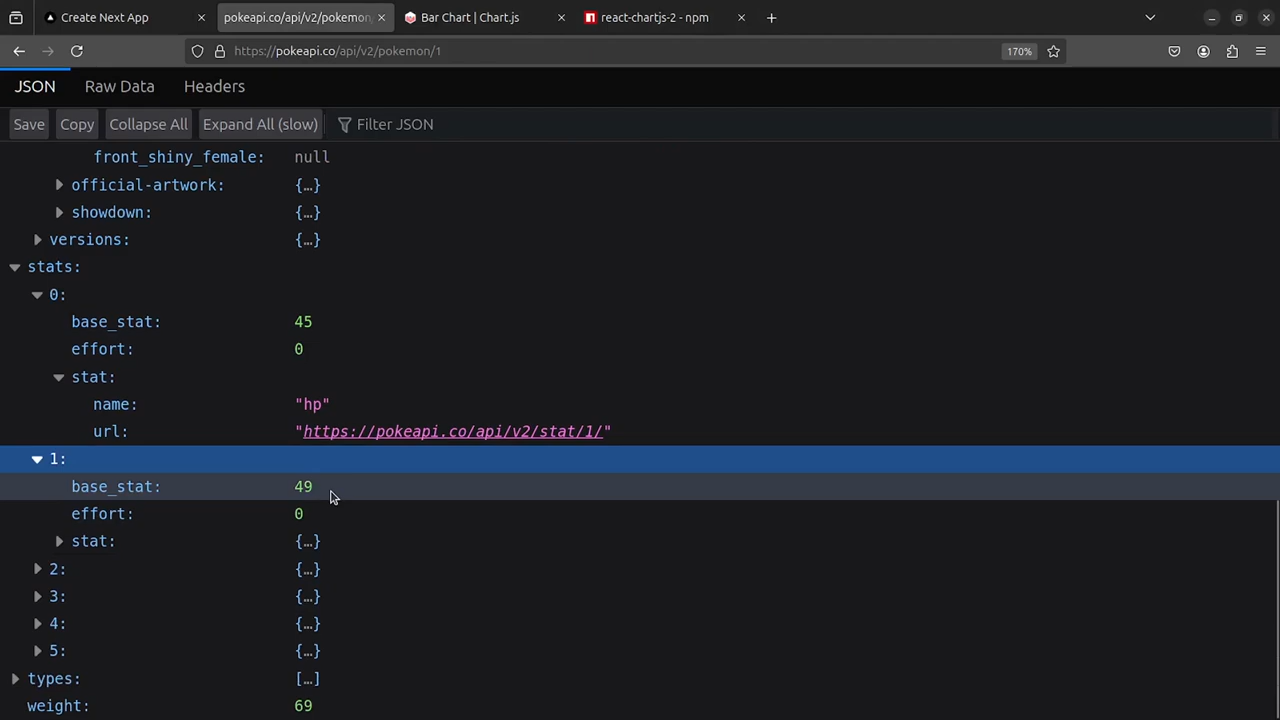 Create Next App pokeapi.co/api/v2/pokemon, Bar Chart | Chart.js react-chartjs-2 - npm
https://pokeapi.co/api/v2/pokemon/1 170%
JSON Raw Data Headers
Save Copy Collapse All Expand All (slow) Filter JSON
front_shiny_female: null
official-artwork: {…}
showdown: {…}
versions: {…}
stats:
0:
base_stat: 45
effort: 0
stat:
name: "hp"
url: "https://pokeapi.co/api/v2/stat/1/"
1:
base_stat: 49
effort: 0
stat: {…}
2: {…}
3: {…}
4: {…}
5: {…}
types: […]
weight: 69